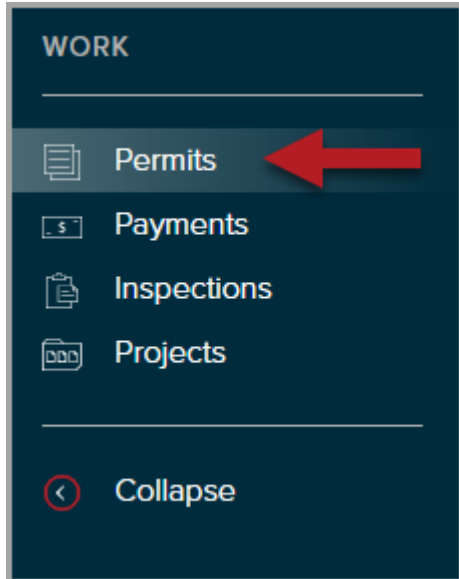 WORK
Permits
$
Payments
Inspections
Projects
Collapse